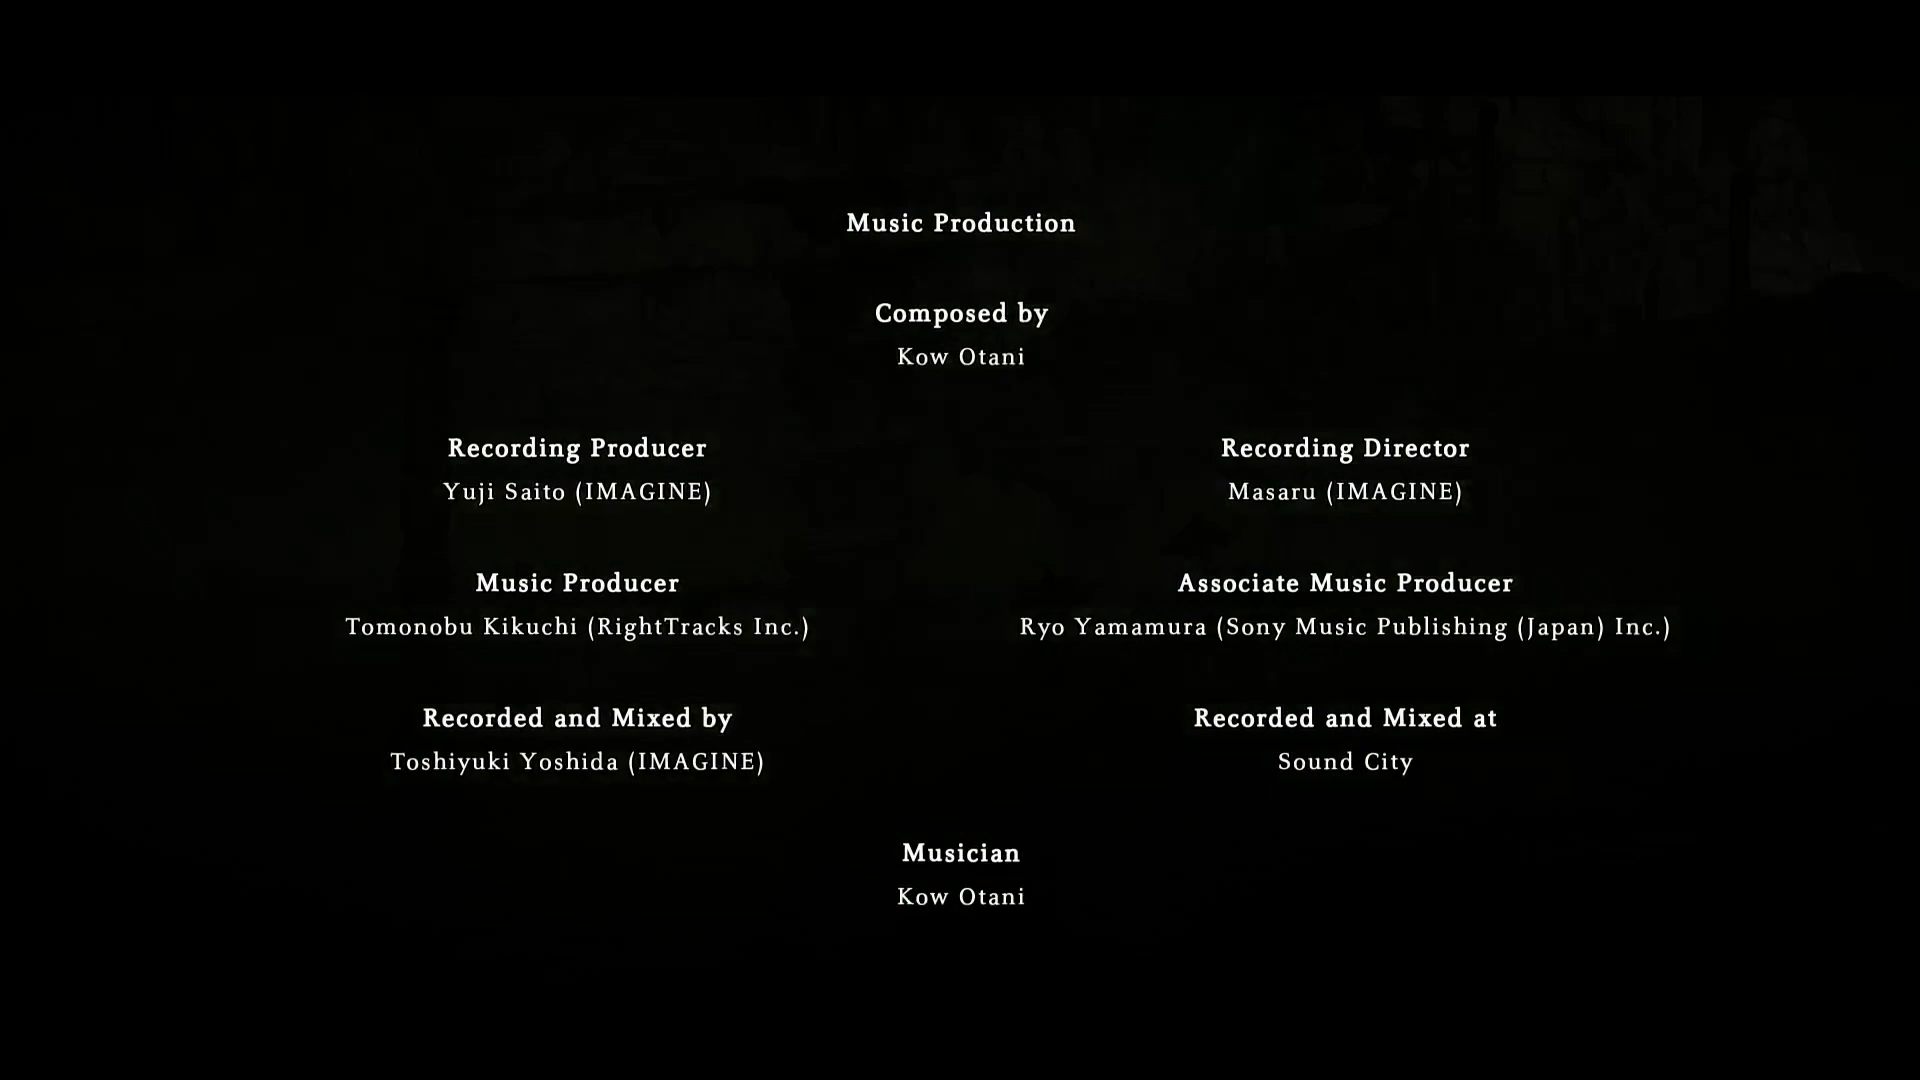 Music Production
Composed by
Kow Otani
Recording Producer
Yuji Saito (IMAGINE)
Recording Director
Masaru (IMAGINE)
Music Producer
Tomonobu Kikuchi (RightTracks Inc.)
Associate Music Producer
Ryo Yamamura (Sony Music Publishing (Japan) Inc.)
Recorded and Mixed by
Toshiyuki Yoshida (IMAGINE)
Recorded and Mixed at
Sound City
Musician
Kow Otani